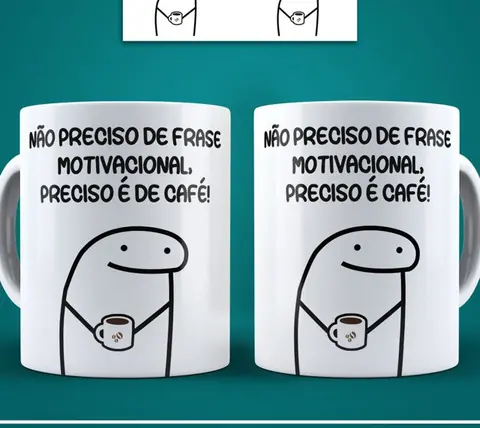 NÃO PRECISO DE FRASE
MOTIVACIONAL,
PRECISO É DE CAFÉ!
NÃO PRECISO DE FRASE
MOTIVACIONAL,
PRECISO É CAFÉ!